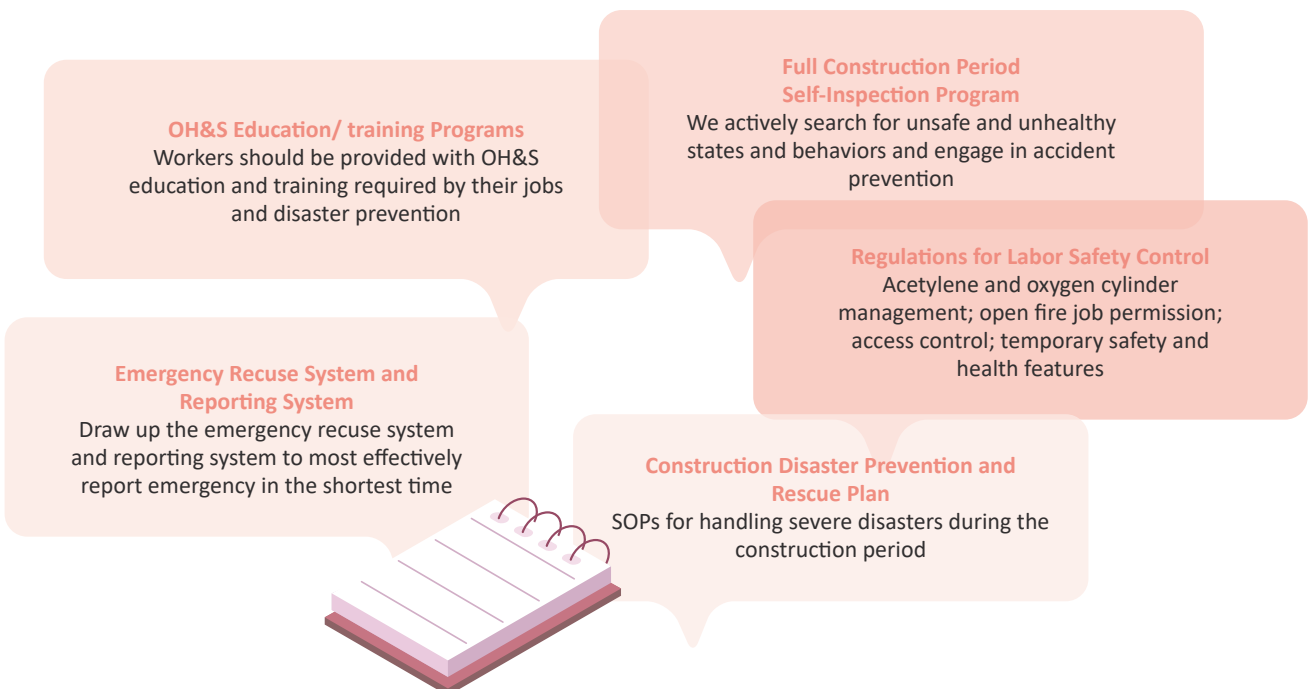 OH&S Education/ training Programs
Workers should be provided with OH&S
education and training required by their jobs
and disaster prevention
Full Construction Period
Self-Inspection Program
We actively search for unsafe and unhealthy
states and behaviors and engage in accident
prevention
Regulations for Labor Safety Control
Acetylene and oxygen cylinder
management; open fire job permission;
access control; temporary safety and
health features
Emergency Recuse System and
Reporting System
Draw up the emergency recuse system
and reporting system to most effectively
report emergency in the shortest time
Construction Disaster Prevention and
Rescue Plan
SOPs for handling severe disasters during the
construction period